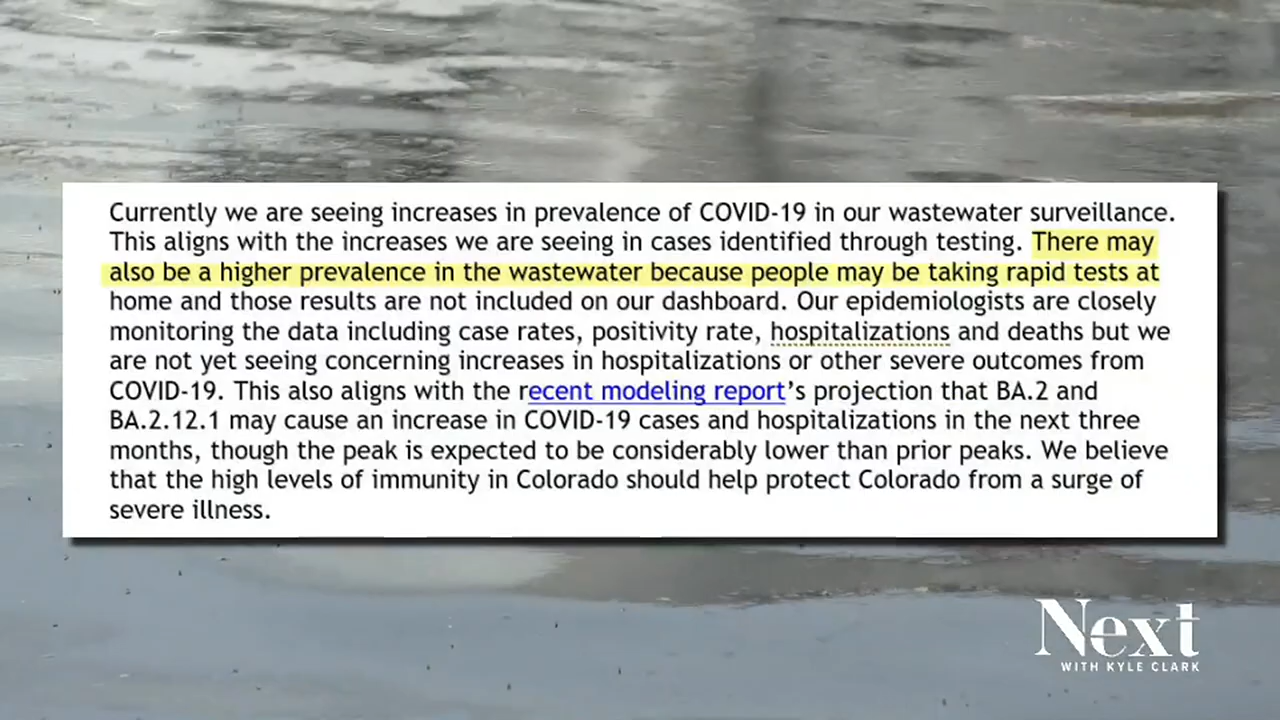 Currently we are seeing increases in prevalence of COVID-19 in our wastewater surveillance.
This aligns with the increases we are seeing in cases identified through testing. There may
also be a higher prevalence in the wastewater because people may be taking rapid tests at
home and those results are not included on our dashboard. Our epidemiologists are closely
monitoring the data including case rates, positivity rate, hospitalizations and deaths but we
are not yet seeing concerning increases in hospitalizations or other severe outcomes from
COVID-19. This also aligns with the recent modeling report’s projection that BA.2 and
BA.2.12.1 may cause an increase in COVID-19 cases and hospitalizations in the next three
months, though the peak is expected to be considerably lower than prior peaks. We believe
that the high levels of immunity in Colorado should help protect Colorado from a surge of
severe illness.
Next
WITH KYLE CLARK